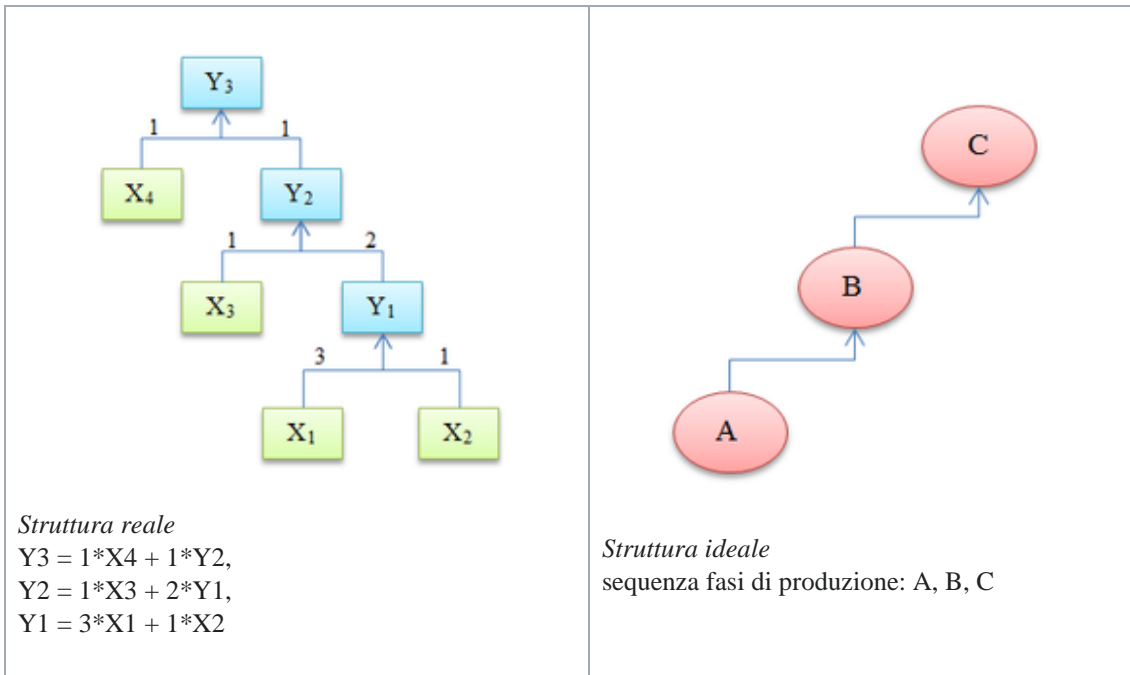 Y₃
1 1
X₄ Y₂
1 2
X₃ Y₁
3 1
X₁ X₂
Struttura reale
Y3 = 1*X4 + 1*Y2,
Y2 = 1*X3 + 2*Y1,
Y1 = 3*X1 + 1*X2
C
B
A
Struttura ideale
sequenza fasi di produzione: A, B, C